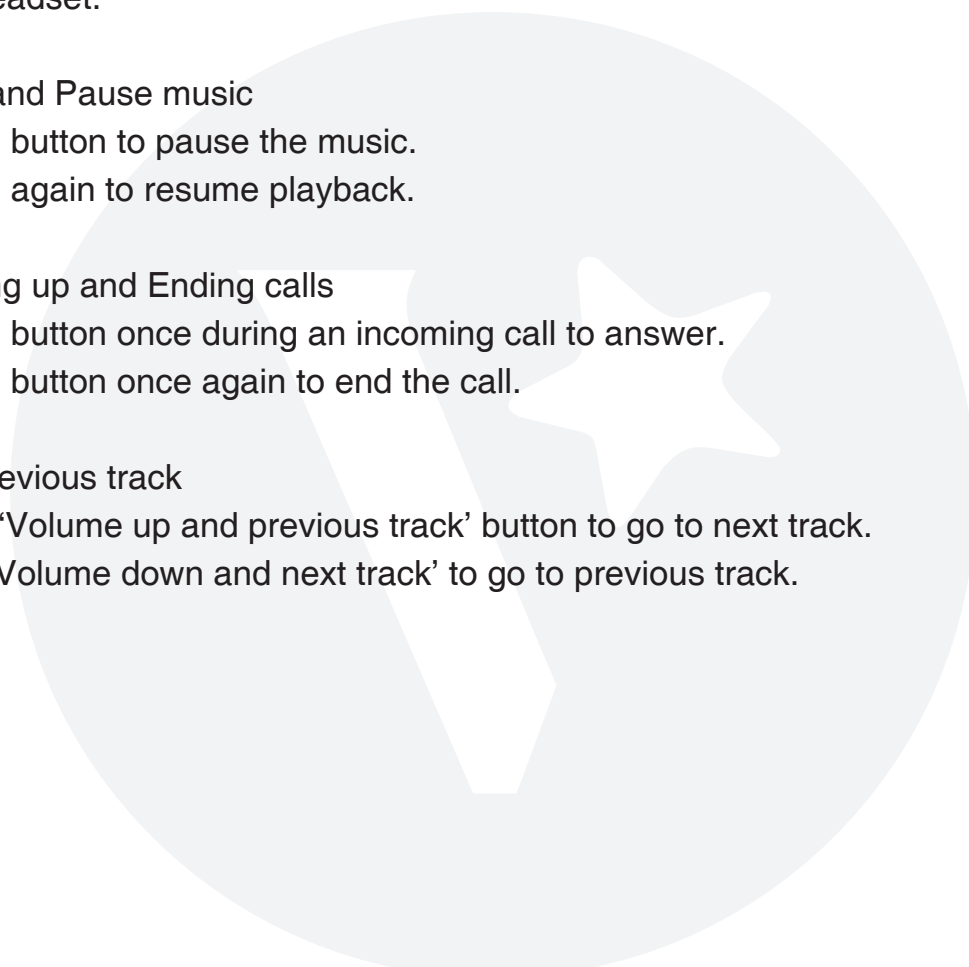 eadset.
and Pause music
button to pause the music.
again to resume playback.
g up and Ending calls
button once during an incoming call to answer.
button once again to end the call.
evious track
‘Volume up and previous track’ button to go to next track.
Volume down and next track’ to go to previous track.